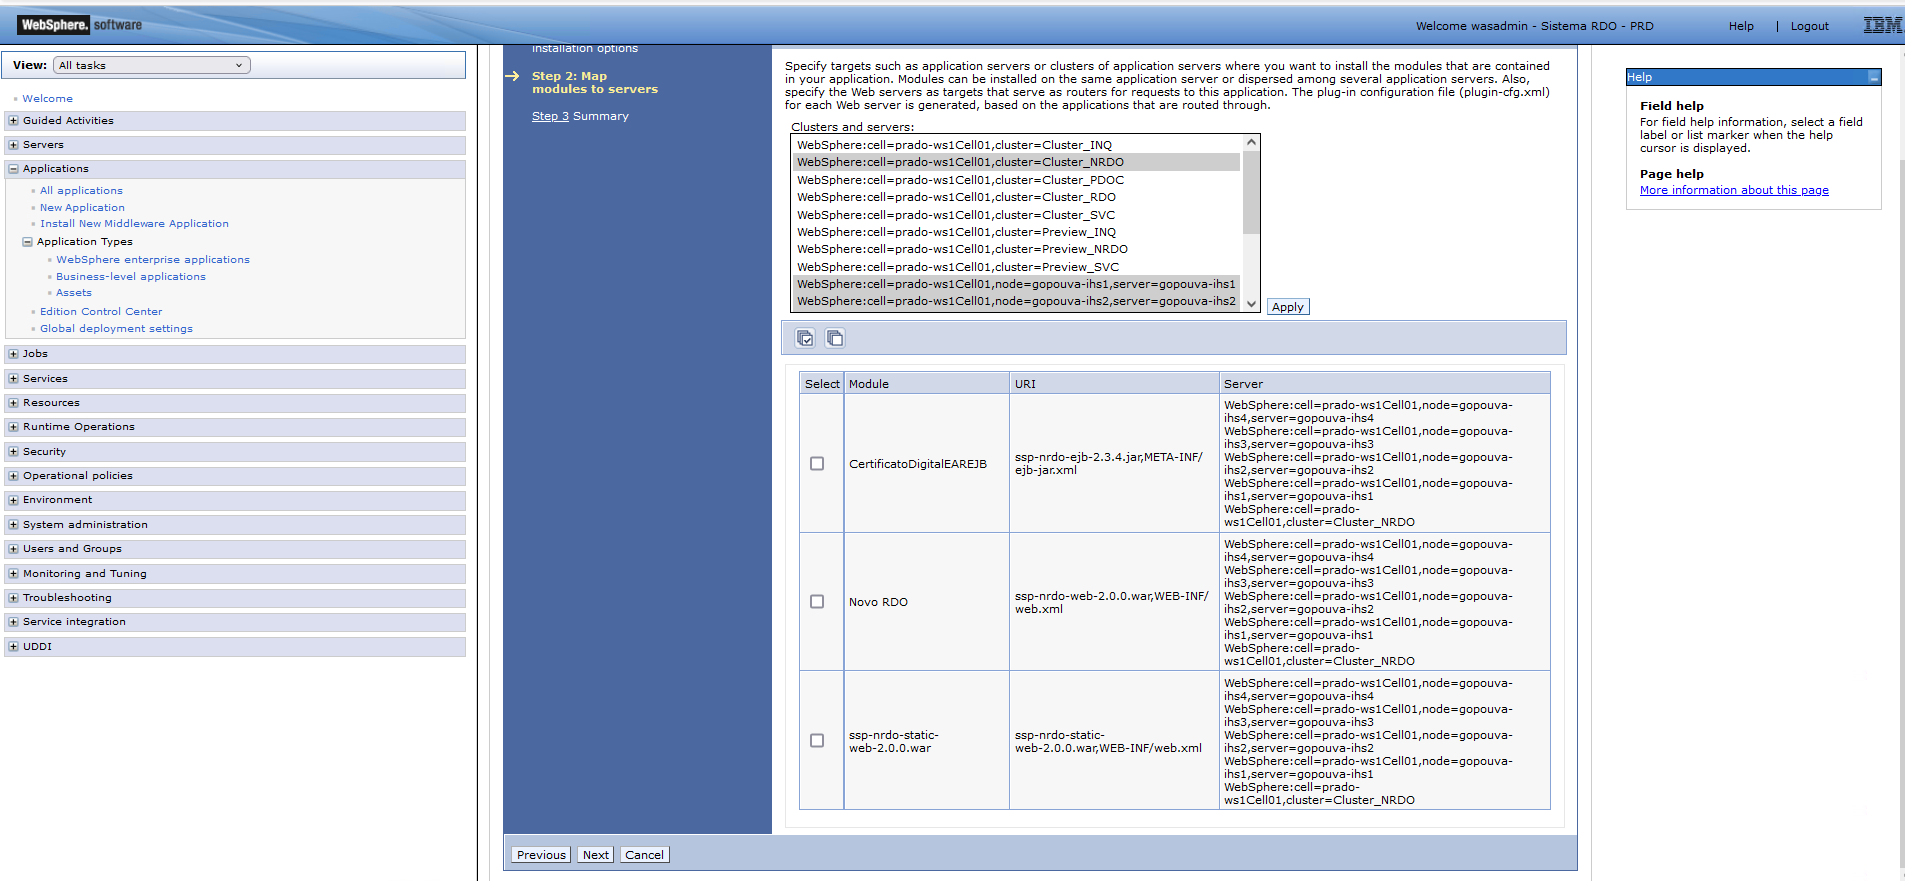 WebSphere. software
Welcome wasadmin - Sistema RDO - PRD
Help | Logout
IBM
View: All tasks
Welcome
Guided Activities
Servers
Applications
All applications
New Application
Install New Middleware Application
Application Types
WebSphere enterprise applications
Business-level applications
Assets
Edition Control Center
Global deployment settings
Jobs
Services
Resources
Runtime Operations
Security
Operational policies
Environment
System administration
Users and Groups
Monitoring and Tuning
Troubleshooting
Service integration
UDDI
installation options
Step 2: Map
modules to servers
Step 3 Summary
Specify targets such as application servers or clusters of application servers where you want to install the modules that are contained
in your application. Modules can be installed on the same application server or dispersed among several application servers. Also,
specify the Web servers as targets that serve as routers for requests to this application. The plug-in configuration file (plugin-cfg.xml)
for each Web server is generated, based on the applications that are routed through.
Clusters and servers:
WebSphere:cell=prado-ws1Cell01,cluster=Cluster_INQ
WebSphere:cell=prado-ws1Cell01,cluster=Cluster_NRDO
WebSphere:cell=prado-ws1Cell01,cluster=Cluster_PDOC
WebSphere:cell=prado-ws1Cell01,cluster=Cluster_RDO
WebSphere:cell=prado-ws1Cell01,cluster=Cluster_SVC
WebSphere:cell=prado-ws1Cell01,cluster=Preview_INQ
WebSphere:cell=prado-ws1Cell01,cluster=Preview_NRDO
WebSphere:cell=prado-ws1Cell01,cluster=Preview_SVC
WebSphere:cell=prado-ws1Cell01,node=gopouva-ihs1,server=gopouva-ihs1
WebSphere:cell=prado-ws1Cell01,node=gopouva-ihs2,server=gopouva-ihs2
Apply
Select Module URI Server
CertificatoDigitalEAREJB
ssp-nrdo-ejb-2.3.4.jar,META-INF/
ejb-jar.xml
WebSphere:cell=prado-ws1Cell01,node=gopouva-
ihs4,server=gopouva-ihs4
WebSphere:cell=prado-ws1Cell01,node=gopouva-
ihs3,server=gopouva-ihs3
WebSphere:cell=prado-ws1Cell01,node=gopouva-
ihs2,server=gopouva-ihs2
WebSphere:cell=prado-ws1Cell01,node=gopouva-
ihs1,server=gopouva-ihs1
WebSphere:cell=prado-
ws1Cell01,cluster=Cluster_NRDO
Novo RDO
ssp-nrdo-web-2.0.0.war,WEB-INF/
web.xml
WebSphere:cell=prado-ws1Cell01,node=gopouva-
ihs4,server=gopouva-ihs4
WebSphere:cell=prado-ws1Cell01,node=gopouva-
ihs3,server=gopouva-ihs3
WebSphere:cell=prado-ws1Cell01,node=gopouva-
ihs2,server=gopouva-ihs2
WebSphere:cell=prado-ws1Cell01,node=gopouva-
ihs1,server=gopouva-ihs1
WebSphere:cell=prado-
ws1Cell01,cluster=Cluster_NRDO
ssp-nrdo-static-
web-2.0.0.war
ssp-nrdo-static-
web-2.0.0.war,WEB-INF/web.xml
WebSphere:cell=prado-ws1Cell01,node=gopouva-
ihs4,server=gopouva-ihs4
WebSphere:cell=prado-ws1Cell01,node=gopouva-
ihs3,server=gopouva-ihs3
WebSphere:cell=prado-ws1Cell01,node=gopouva-
ihs2,server=gopouva-ihs2
WebSphere:cell=prado-ws1Cell01,node=gopouva-
ihs1,server=gopouva-ihs1
WebSphere:cell=prado-
ws1Cell01,cluster=Cluster_NRDO
Previous Next Cancel
Help
Field help
For field help information, select a field
label or list marker when the help
cursor is displayed.
Page help
More information about this page